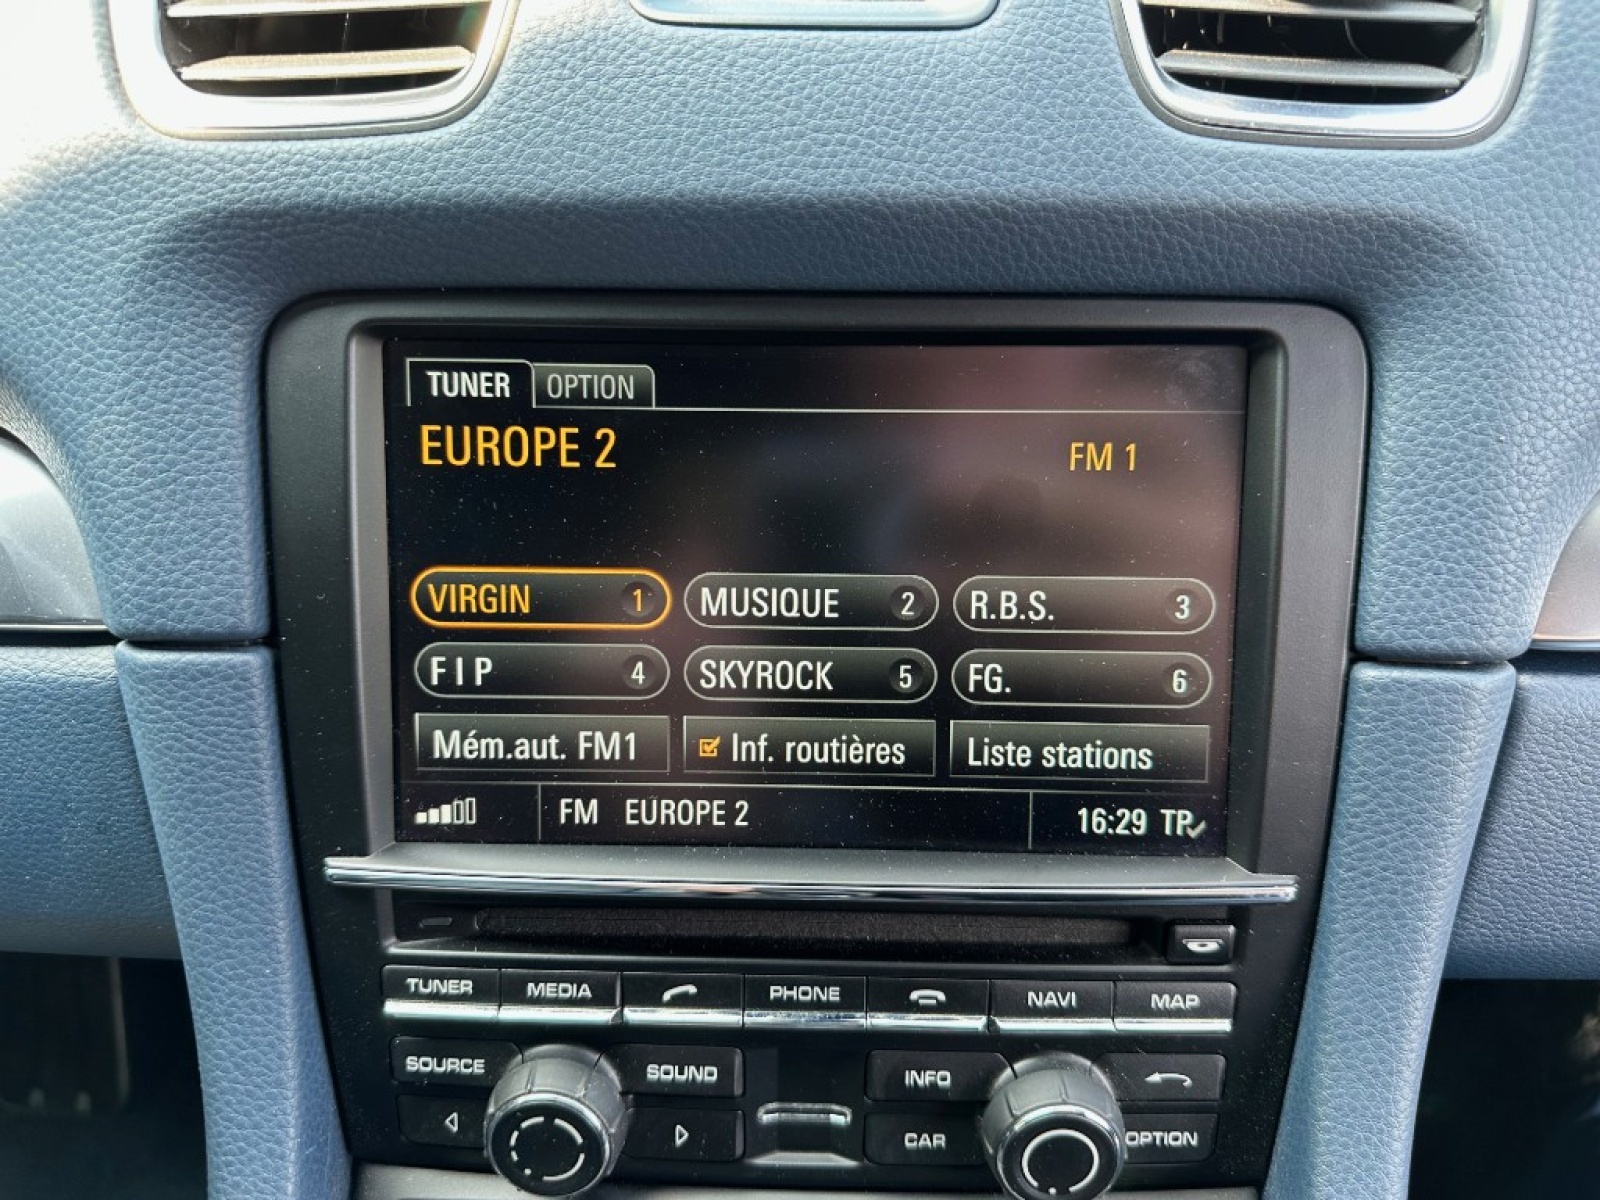 TUNER OPTION
EUROPE 2 FM 1
VIRGIN 1 MUSIQUE 2 R.B.S. 3
F I P 4 SKYROCK 5 FG. 6
Mém.aut. FM1 Inf. routières Liste stations
FM EUROPE 2 16:29 TP
TUNER MEDIA PHONE NAVI MAP
SOURCE SOUND INFO
CAR OPTION